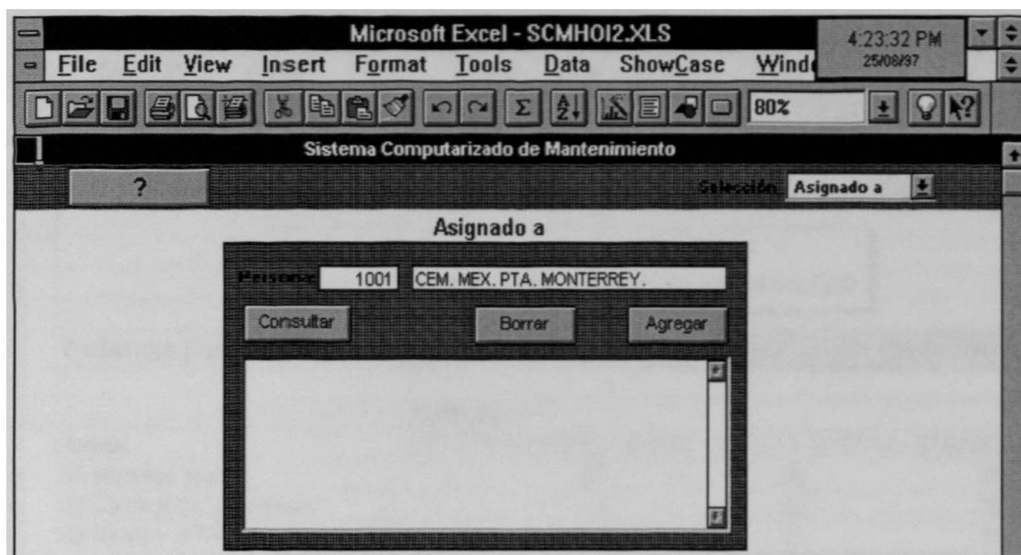 Microsoft Excel - SCMHOI2.XLS
4:23:32 PM
25/08/97
File Edit View Insert Format Tools Data ShowCase Wind
80%
Sistema Computarizado de Mantenimiento
?
Selección Asignado a
Asignado a
Persona: 1001 CEM. MEX. PTA. MONTERREY.
Consultar Borrar Agregar